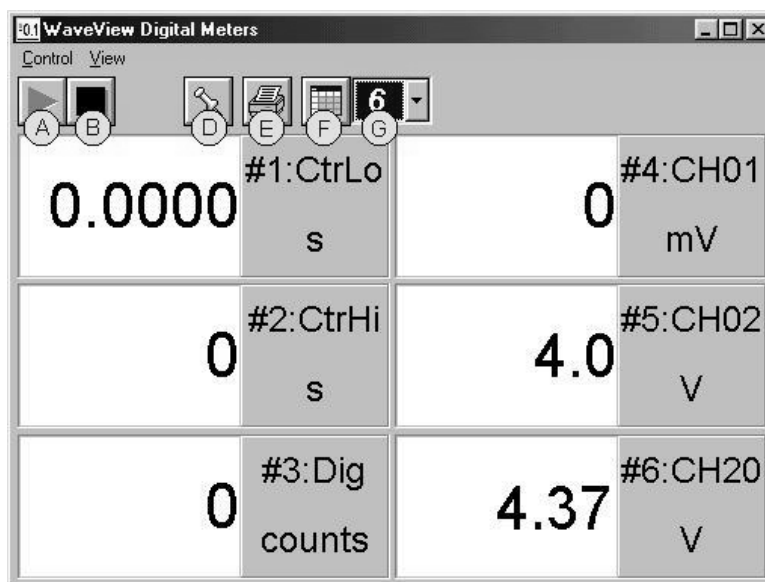 WaveView Digital Meters
Control View
6
A B D E F G
0.0000 #1:CtrLo
s
0 #4:CH01
mV
0 #2:CtrHi
s
4.0 #5:CH02
V
0 #3:Dig
counts
4.37 #6:CH20
V